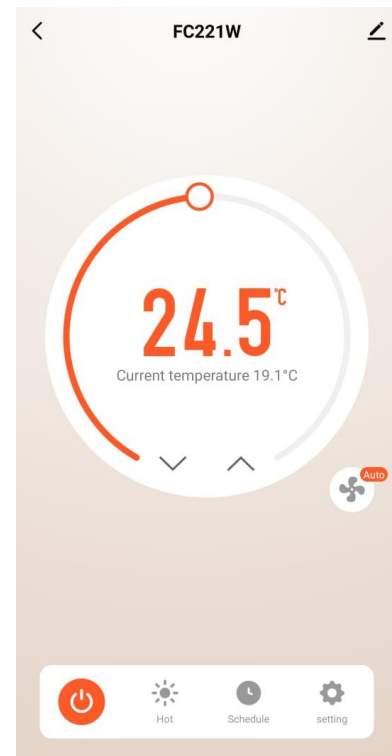 FC221W
24.5°C
Current temperature 19.1°C
Auto
Hot
Schedule
setting